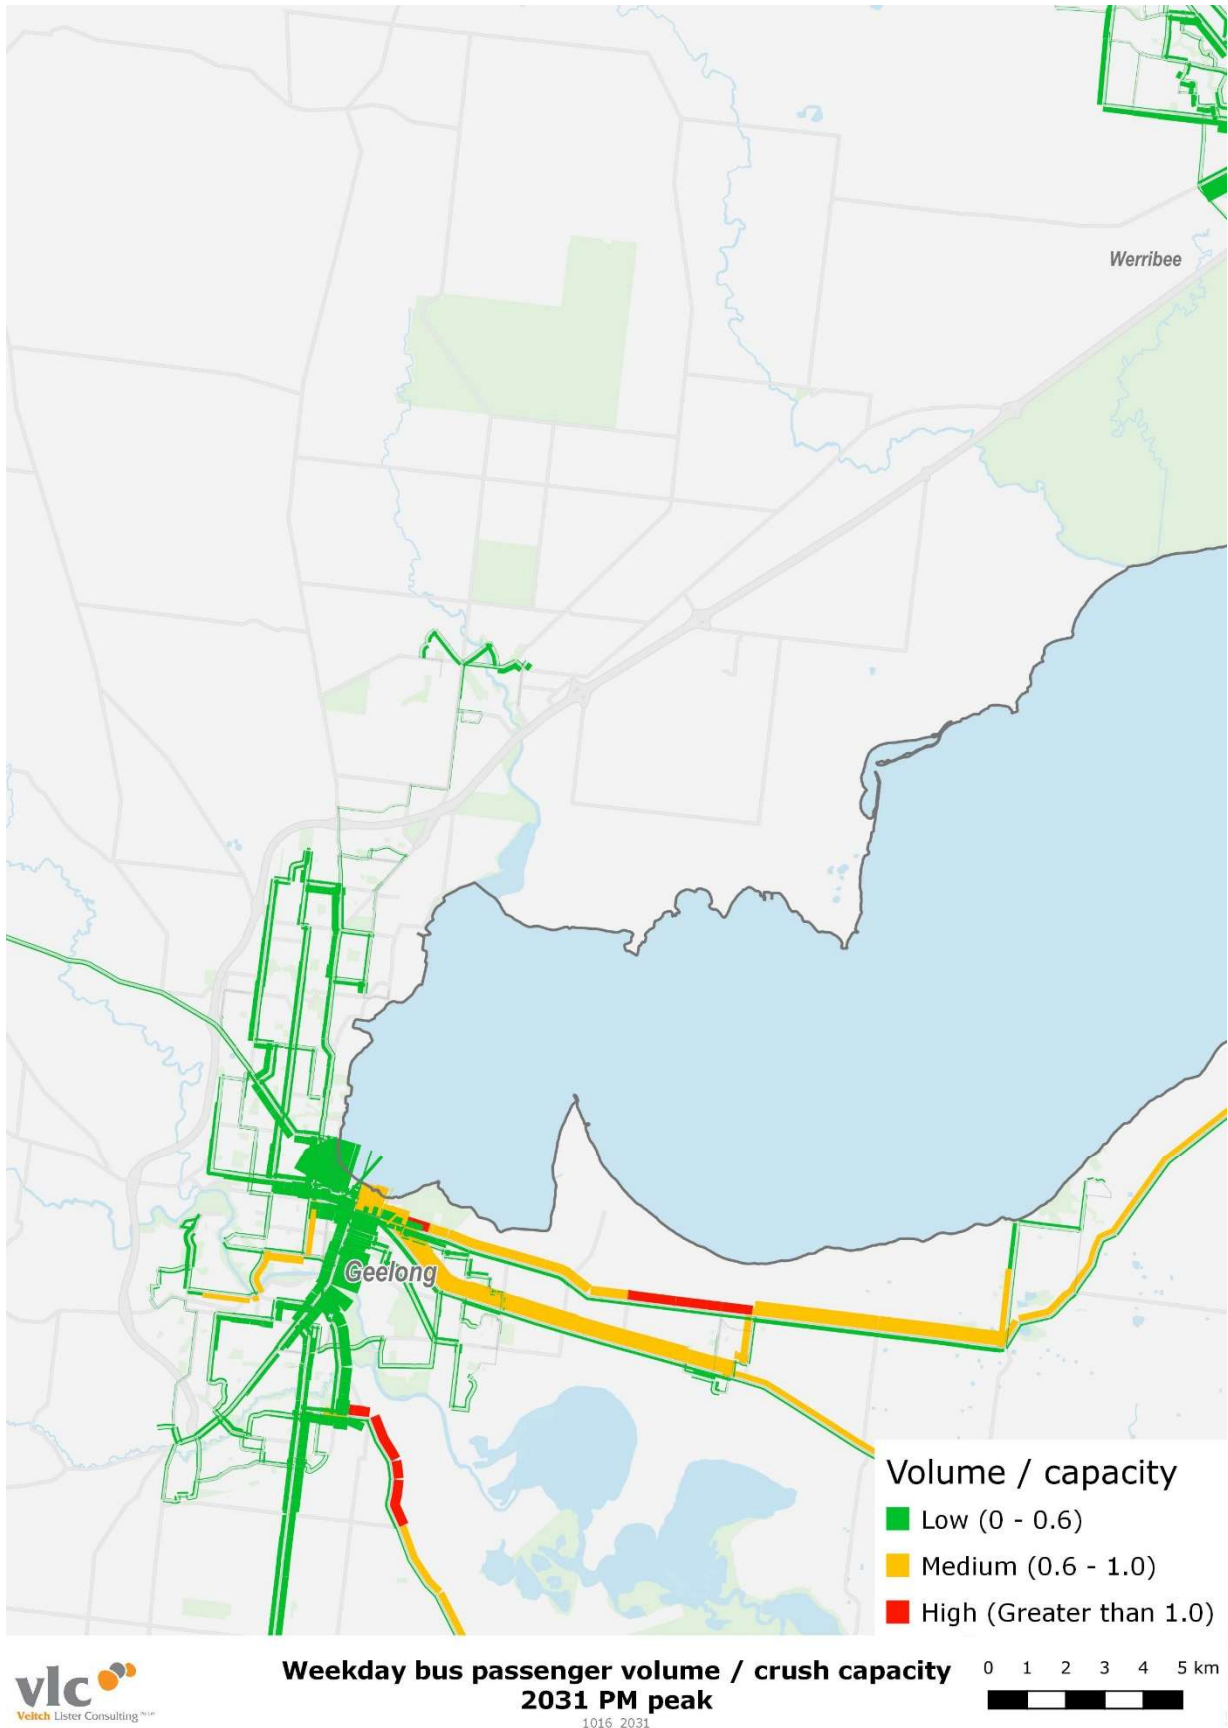 Werribee
Geelong
Volume / capacity
Low (0 - 0.6)
Medium (0.6 - 1.0)
High (Greater than 1.0)
vlc
Veitch Lister Consulting
Weekday bus passenger volume / crush capacity
2031 PM peak
1016 2031
0 1 2 3 4 5 km